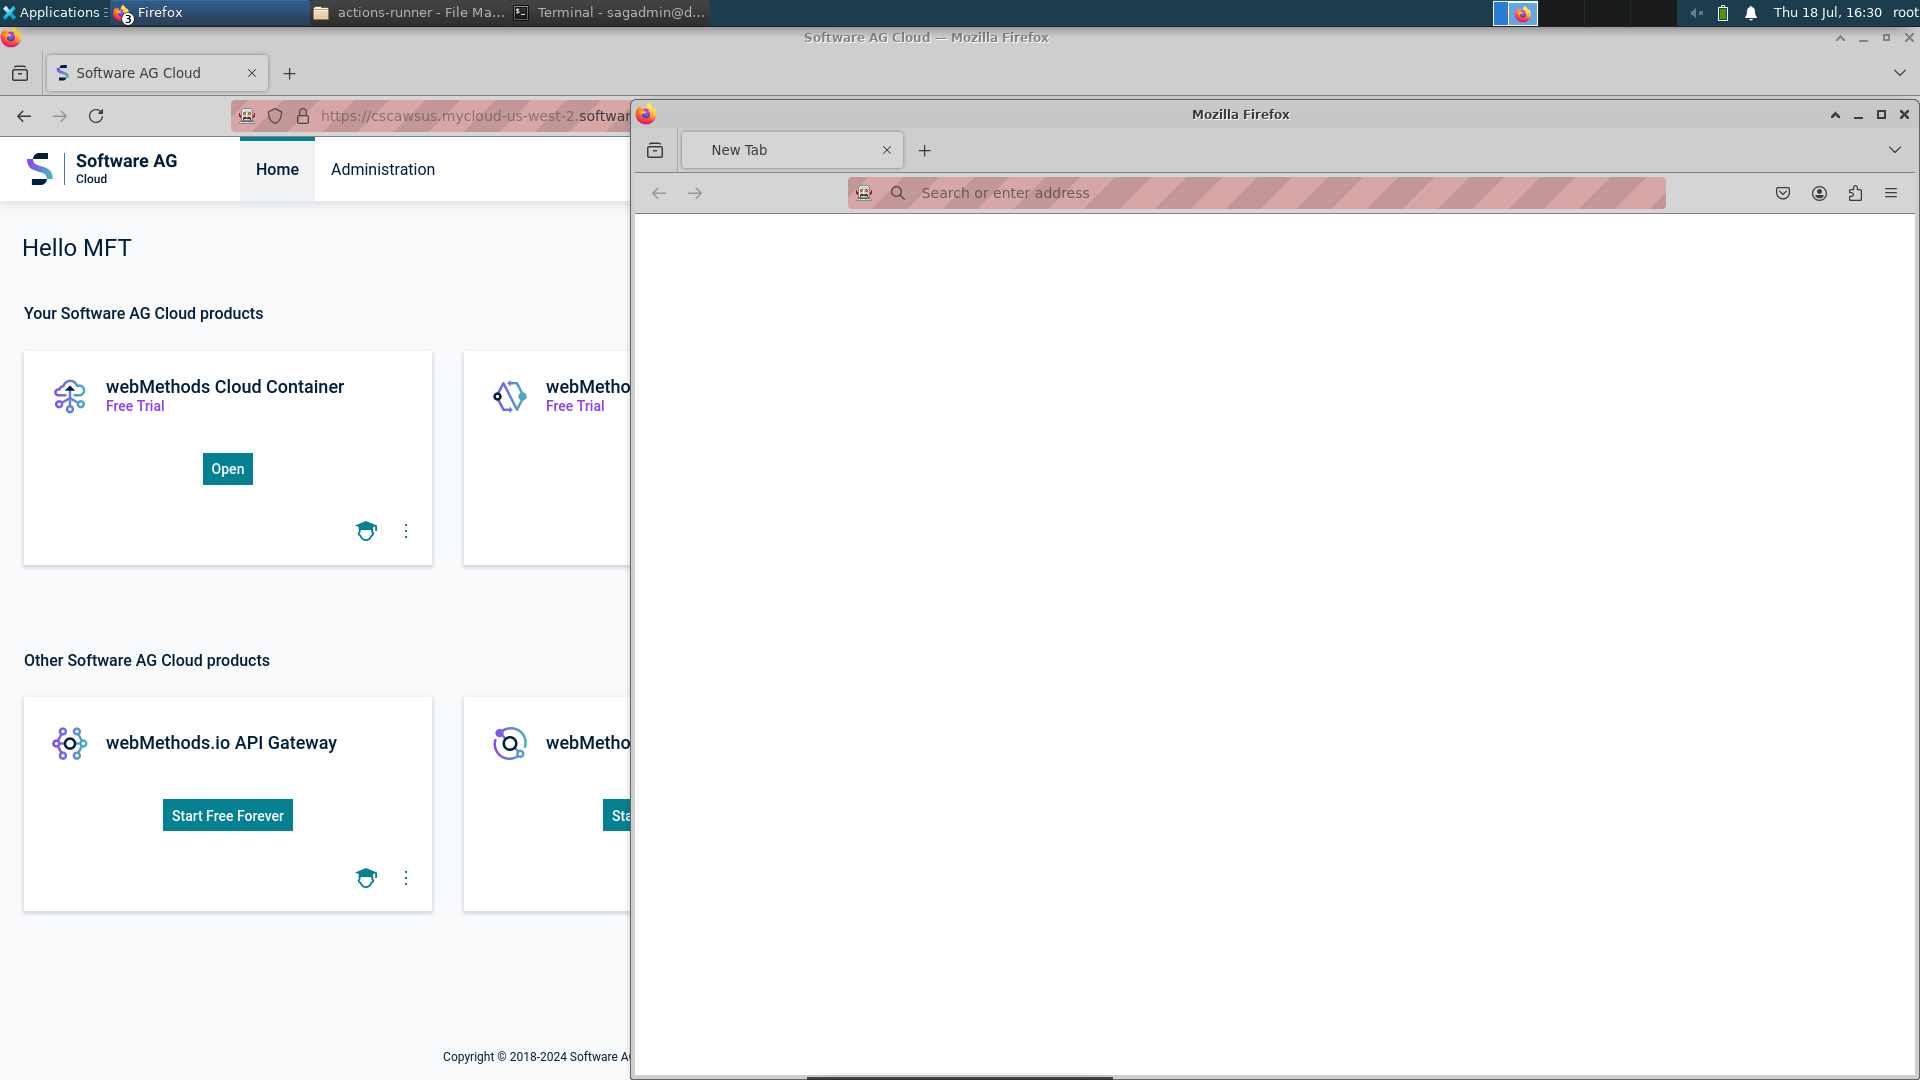 Applications
3
Firefox
actions-runner - File Ma...
Terminal - sagadmin@d...
Thu 18 Jul, 16:30
root
Software AG Cloud — Mozilla Firefox
Software AG Cloud
https://cscawsus.mycloud-us-west-2.softwar
Mozilla Firefox
New Tab
Search or enter address
Software AG
Cloud
Home
Administration
Hello MFT
Your Software AG Cloud products
webMethods Cloud Container
Free Trial
Open
webMetho
Free Trial
Other Software AG Cloud products
webMethods.io API Gateway
Start Free Forever
webMetho
Sta
Copyright © 2018-2024 Software AG